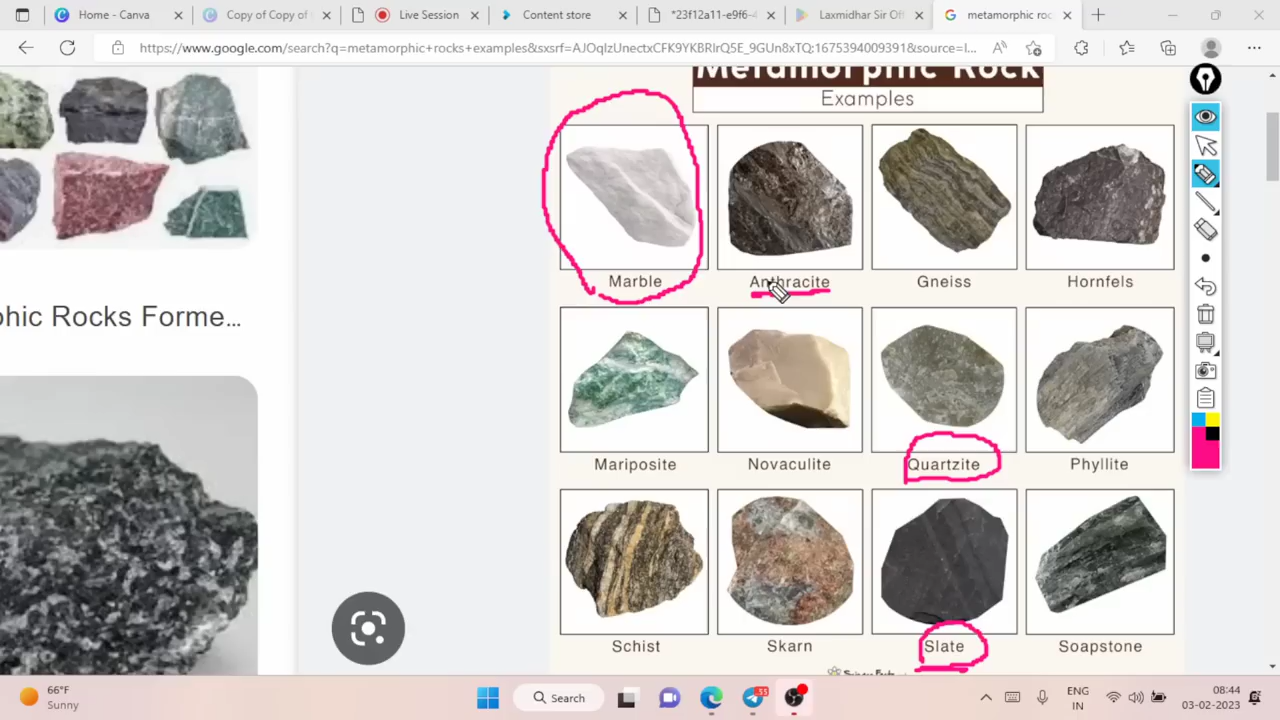 Home - Canva
Copy of Copy of
Live Session
Content store
*23f12a11-e9f6-4
Laxmidhar Sir Off
metamorphic roc
https://www.google.com/search?q=metamorphic+rocks+examples&sxsrf=AJOqlzUnectxCFK9YKBRlrQ5E_9GUn8xTQ:1675394009391&source=l...
Metamorphic Rock
Examples
Marble
Anthracite
Gneiss
Hornfels
phic Rocks Forme...
Mariposite
Novaculite
Quartzite
Phyllite
Schist
Skarn
Slate
Soapstone
66°F
Sunny
Search
33
ENG
IN
08:44
03-02-2023